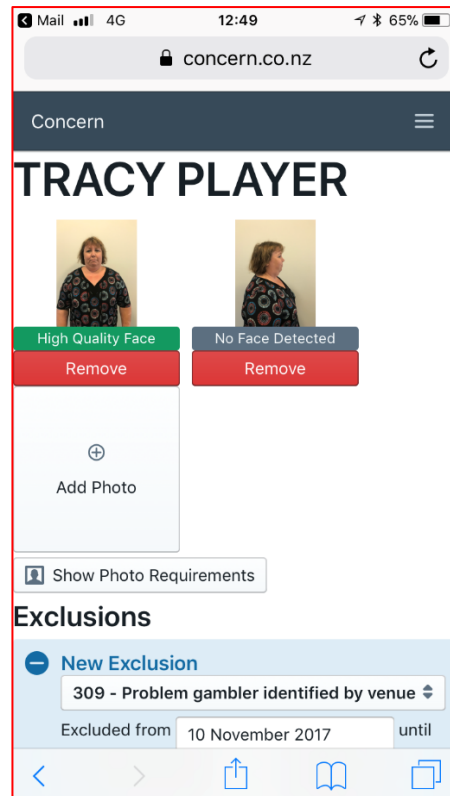 Mail 4G 12:49 65%
concern.co.nz
Concern
TRACY PLAYER
High Quality Face No Face Detected
Remove Remove
Add Photo
Show Photo Requirements
Exclusions
New Exclusion
309 - Problem gambler identified by venue
Excluded from 10 November 2017 until